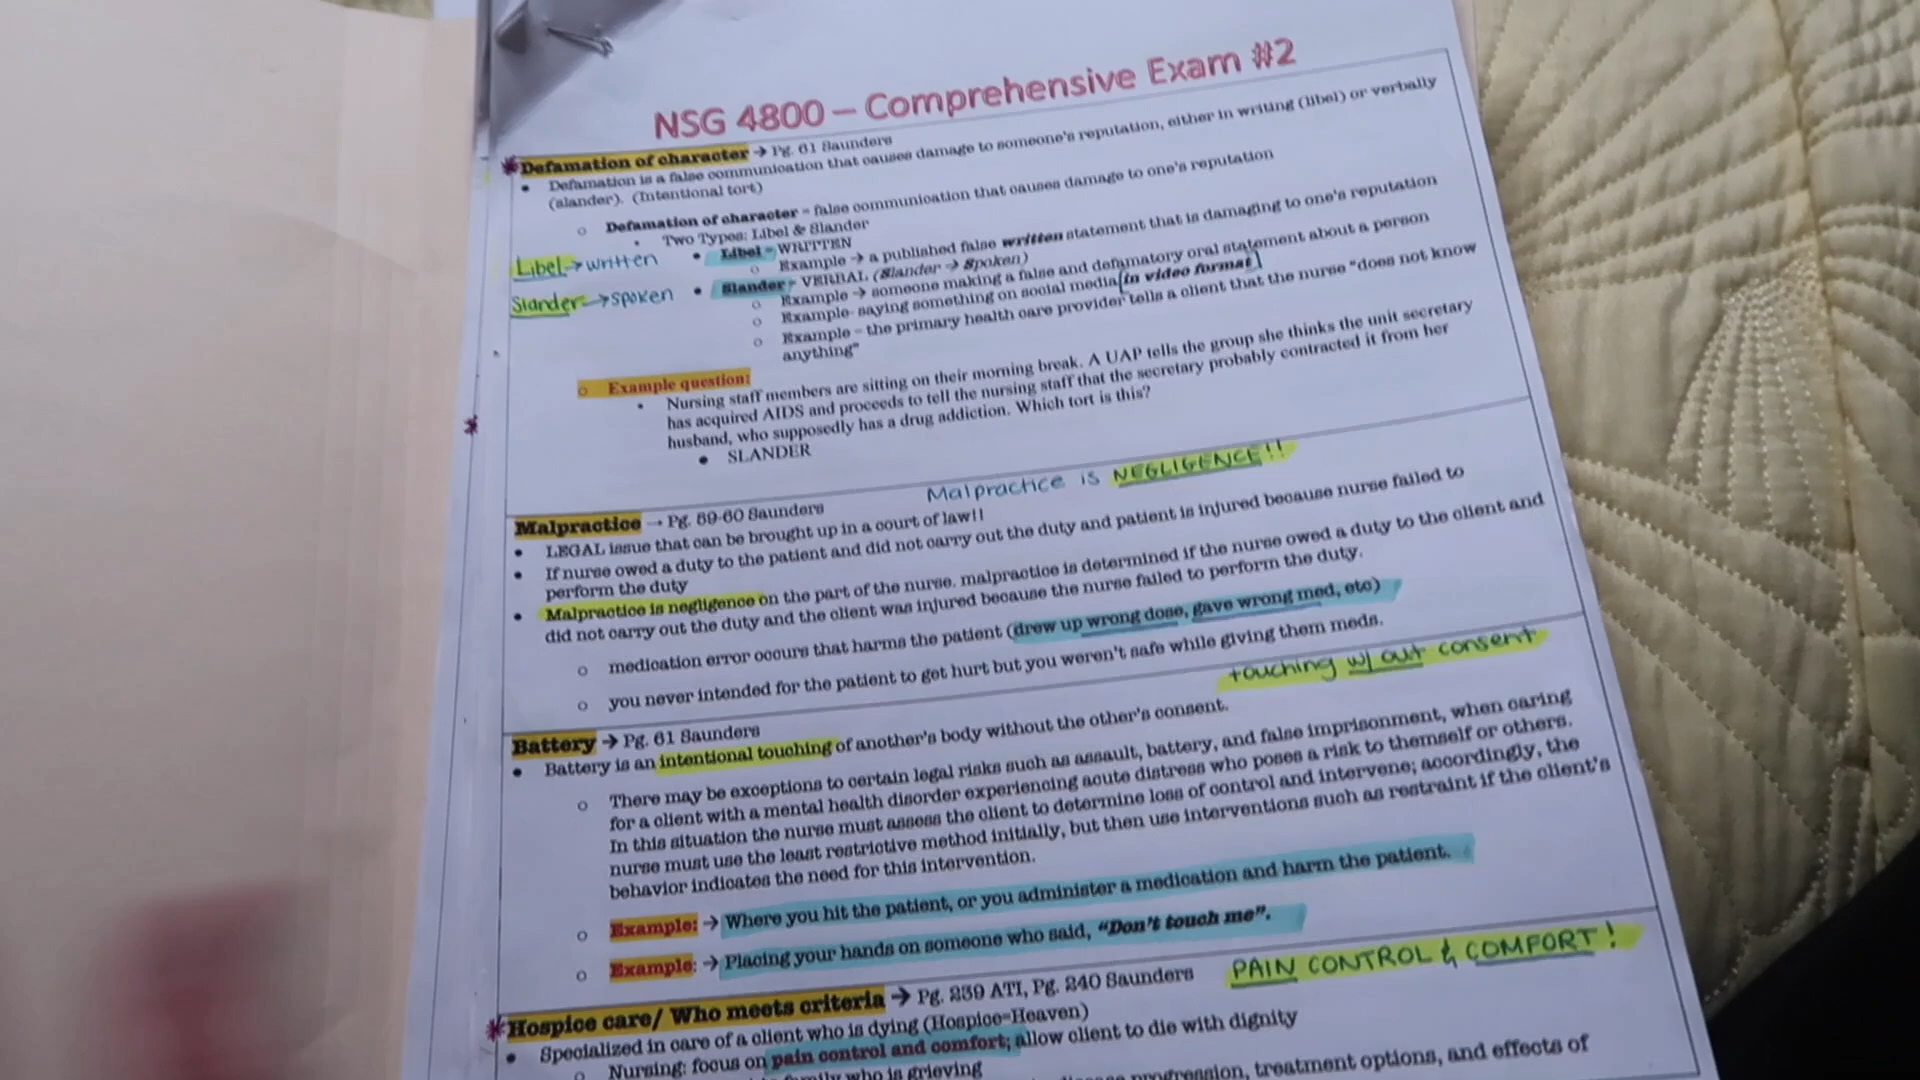 NSG 4800 – Comprehensive Exam #2
*Defamation of character → Pg. 61 Saunders
• Defamation is a false communication that causes damage to someone's reputation, either in writing (libel) or verbally
(slander). (Intentional tort)
○ Defamation of character = false communication that causes damage to one's reputation
▪ Two Types: Libel & Slander
Libel → written
• Libel = WRITTEN
○ Example → a published false written statement that is damaging to one's reputation
Slander → spoken
• Slander = VERBAL (Slander → Spoken)
○ Example → someone making a false and defamatory oral statement about a person
○ Example- saying something on social media (in video format)
○ Example – the primary health care provider tells a client that the nurse "does not know
anything"
○ Example question:
▪ Nursing staff members are sitting on their morning break. A UAP tells the group she thinks the unit secretary
has acquired AIDS and proceeds to tell the nursing staff that the secretary probably contracted it from her
husband, who supposedly has a drug addiction. Which tort is this?
*
• SLANDER
Malpractice is NEGLIGENCE!!
Malpractice → Pg. 59-60 Saunders
• LEGAL issue that can be brought up in a court of law!!
• If nurse owed a duty to the patient and did not carry out the duty and patient is injured because nurse failed to
perform the duty
• Malpractice is negligence on the part of the nurse. malpractice is determined if the nurse owed a duty to the client and
did not carry out the duty and the client was injured because the nurse failed to perform the duty.
○ medication error occurs that harms the patient (drew up wrong dose, gave wrong med, etc)
○ you never intended for the patient to get hurt but you weren't safe while giving them meds.
touching w/ out consent
Battery → Pg. 61 Saunders
• Battery is an intentional touching of another's body without the other's consent.
○ There may be exceptions to certain legal risks such as assault, battery, and false imprisonment, when caring
for a client with a mental health disorder experiencing acute distress who poses a risk to themself or others.
In this situation the nurse must assess the client to determine loss of control and intervene; accordingly, the
nurse must use the least restrictive method initially, but then use interventions such as restraint if the client's
behavior indicates the need for this intervention.
○ Example: → Where you hit the patient, or you administer a medication and harm the patient.
○ Example: → Placing your hands on someone who said, "Don't touch me".
PAIN CONTROL & COMFORT!
*Hospice care/ Who meets criteria → Pg. 239 ATI, Pg. 240 Saunders
• Specialized in care of a client who is dying (Hospice=Heaven)
○ Nursing: focus on pain control and comfort; allow client to die with dignity
family who is grieving
progression, treatment options, and effects of